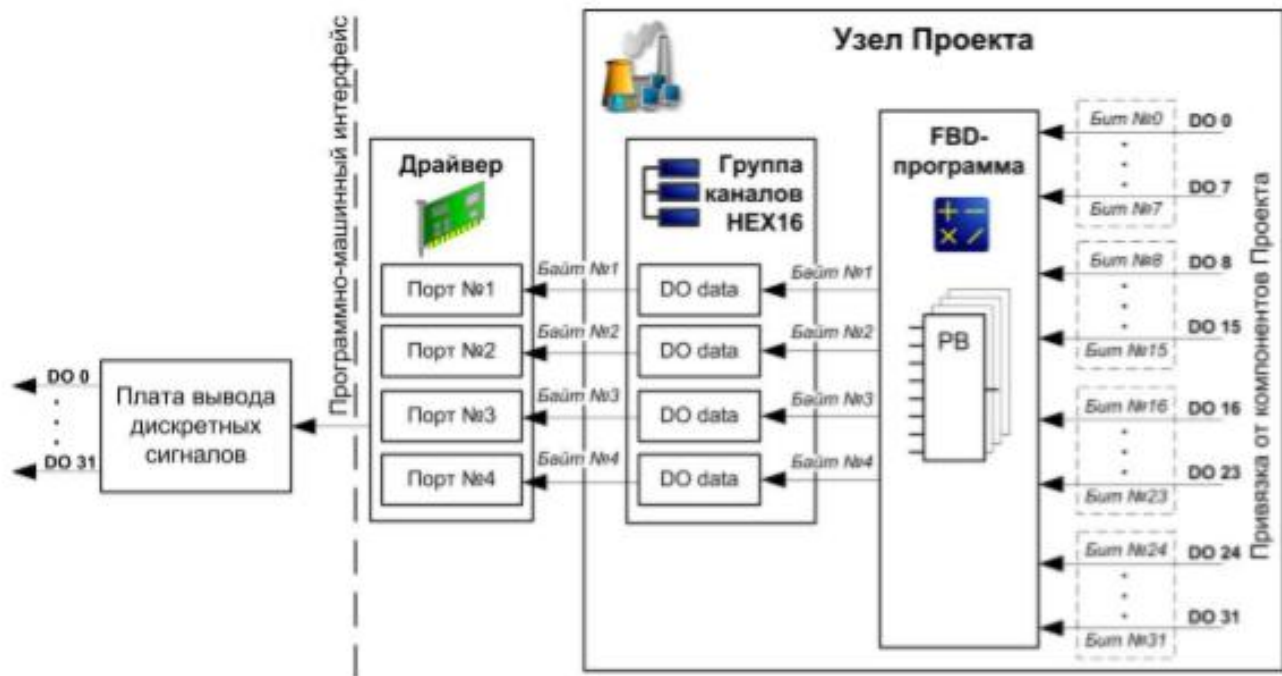 Узел Проекта
Программно-машинный интерфейс
Драйвер
Группа
каналов
HEX16
FBD-
программа
Бит №0
DO 0
DO 7
Бит №7
Бит №8
DO 8
DO 15
Бит №15
Бит №16
DO 16
DO 23
Бит №23
Бит №24
DO 24
DO 31
Бит №31
Привязка от компонентов Проекта
Порт №1
Байт №1
DO data
Байт №1
Порт №2
Байт №2
DO data
Байт №2
Порт №3
Байт №3
DO data
Байт №3
Порт №4
Байт №4
DO data
Байт №4
PB
DO 0
DO 31
Плата вывода
дискретных
сигналов